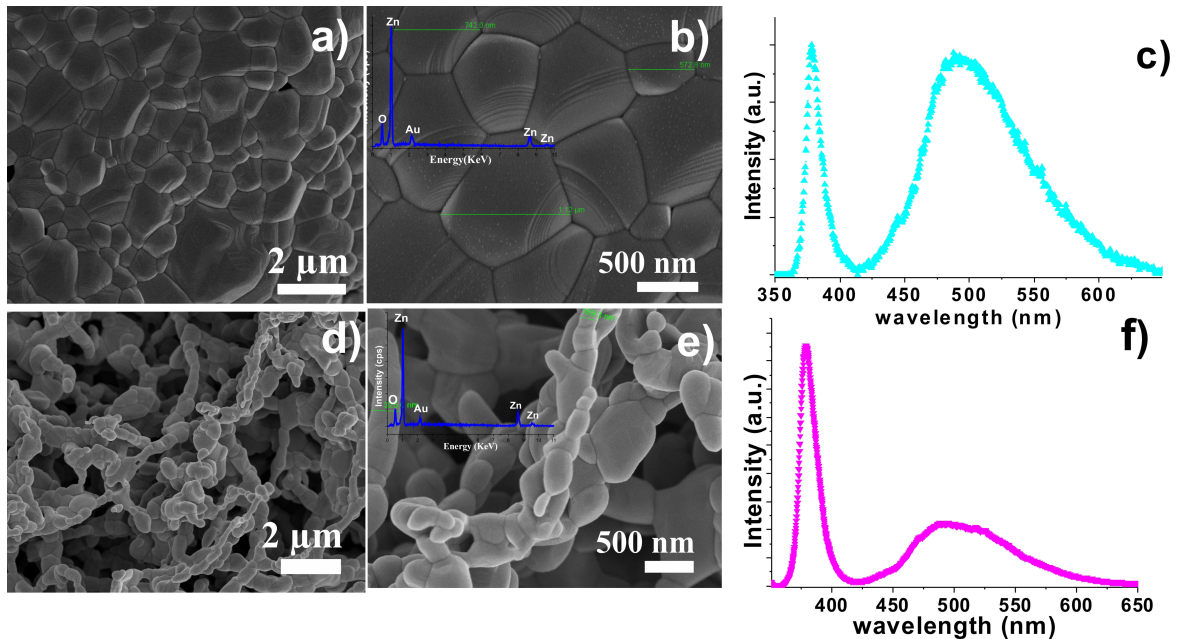 a)
2 µm
b)
Zn
O
Au
Zn
Zn
Energy(KeV)
500 nm
c)
Intensity (a.u.)
350 400 450 500 550 600
wavelength (nm)
d)
2 µm
e)
Zn
Intensity (cps)
O
Au
Zn
Zn
Energy (KeV)
500 nm
f)
Intensity (a.u.)
400 450 500 550 600 650
wavelength (nm)